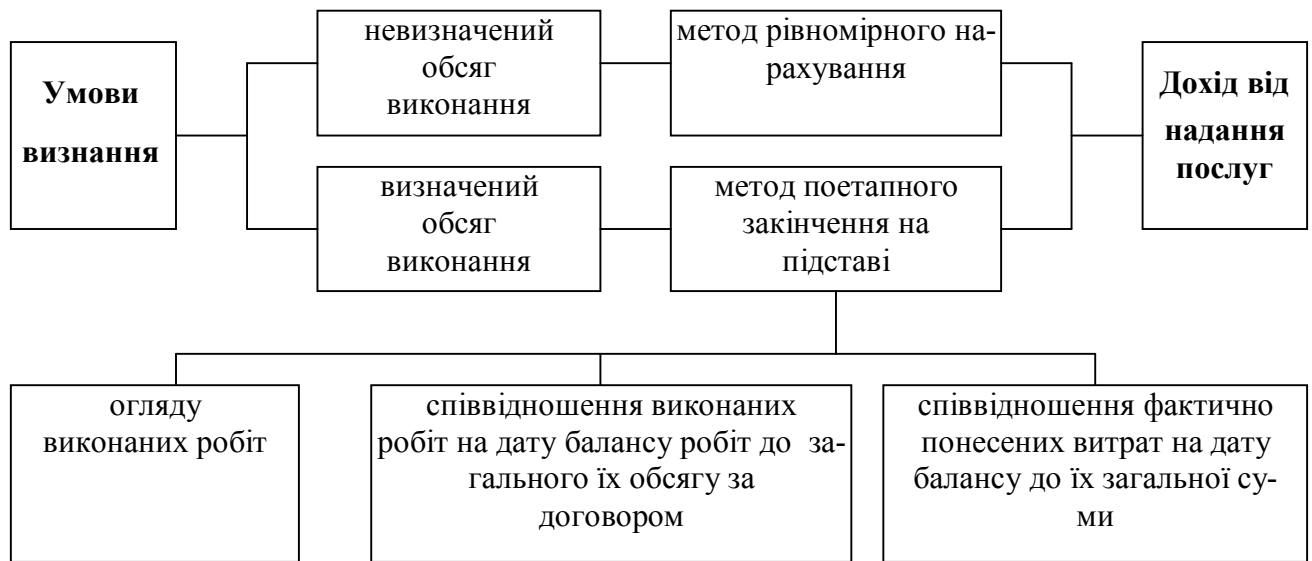 Умови
визнання
невизначений
обсяг
виконання
метод рівномірного на-
рахування
визначений
обсяг
виконання
метод поетапного
закінчення на
підставі
Дохід від
надання
послуг
огляду
виконаних робіт
співвідношення виконаних
робіт на дату балансу робіт до за-
гального їх обсягу за
договором
співвідношення фактично
понесених витрат на дату
балансу до їх загальної су-
ми